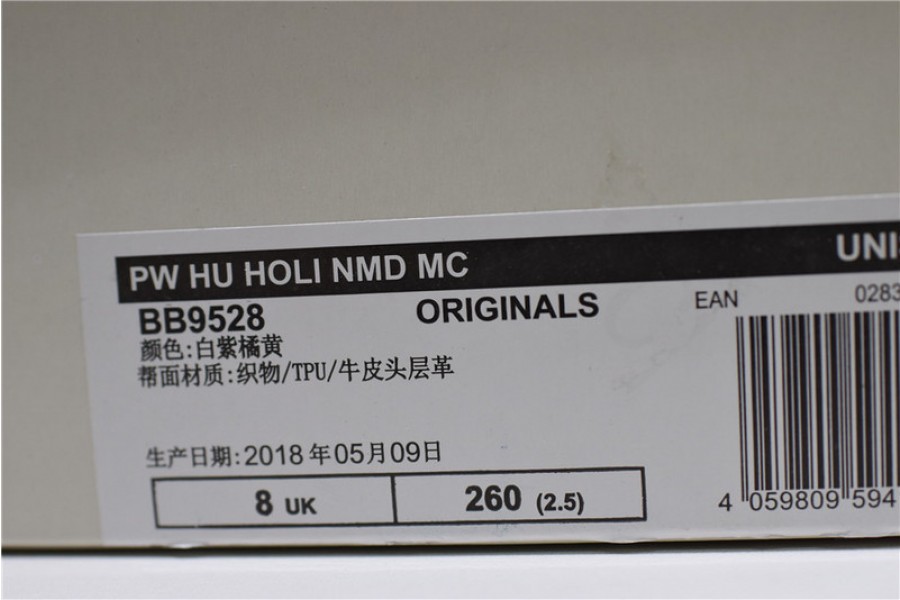 PW HU HOLI NMD MC UNI
BB9528 ORIGINALS EAN 0283
颜色:白紫橘黄
帮面材质:织物/TPU/牛皮头层革
生产日期:2018年05月09日
8 UK 260 (2.5)
4 059809 594